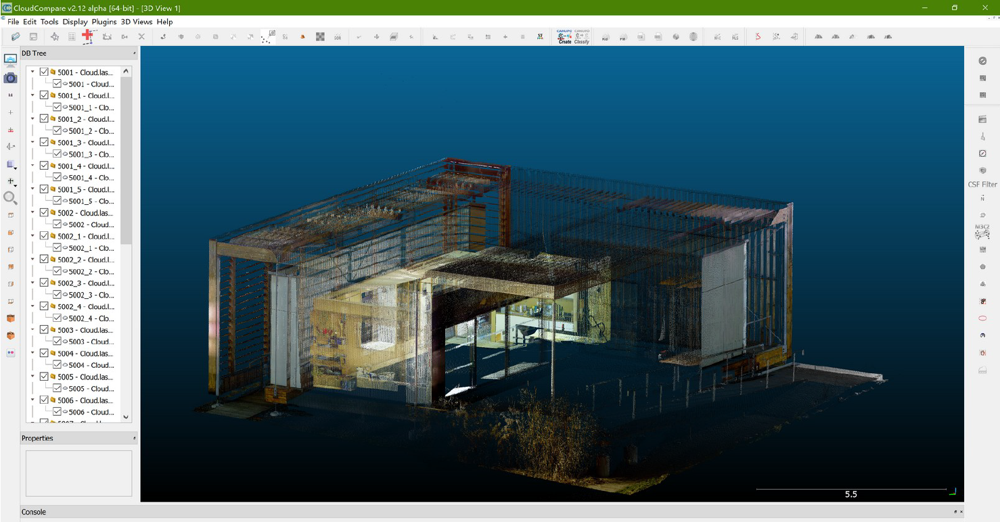 CloudCompare v2.12 alpha [64-bit] - [3D View 1]
File Edit Tools Display Plugins 3D Views Help
SOR
CANUPO Create
CANUPO Classify
DB Tree
5001 - Cloud.las...
5001 - Cloud...
5001_1 - Cloud.l...
5001_1 - Clo...
5001_2 - Cloud.l...
5001_2 - Clo...
5001_3 - Cloud.l...
5001_3 - Clo...
5001_4 - Cloud.l...
5001_4 - Clo...
5001_5 - Cloud.l...
5001_5 - Clo...
5002 - Cloud.las...
5002 - Cloud...
5002_1 - Cloud.l...
5002_1 - Clo...
5002_2 - Cloud.l...
5002_2 - Clo...
5002_3 - Cloud.l...
5002_3 - Clo...
5002_4 - Cloud.l...
5002_4 - Clo...
5003 - Cloud.las...
5003 - Cloud...
5004 - Cloud.las...
5004 - Cloud...
5005 - Cloud.las...
5005 - Cloud...
5006 - Cloud.las...
5006 - Cloud...
Properties
CSF Filter
N
M3C2
5.5
Console